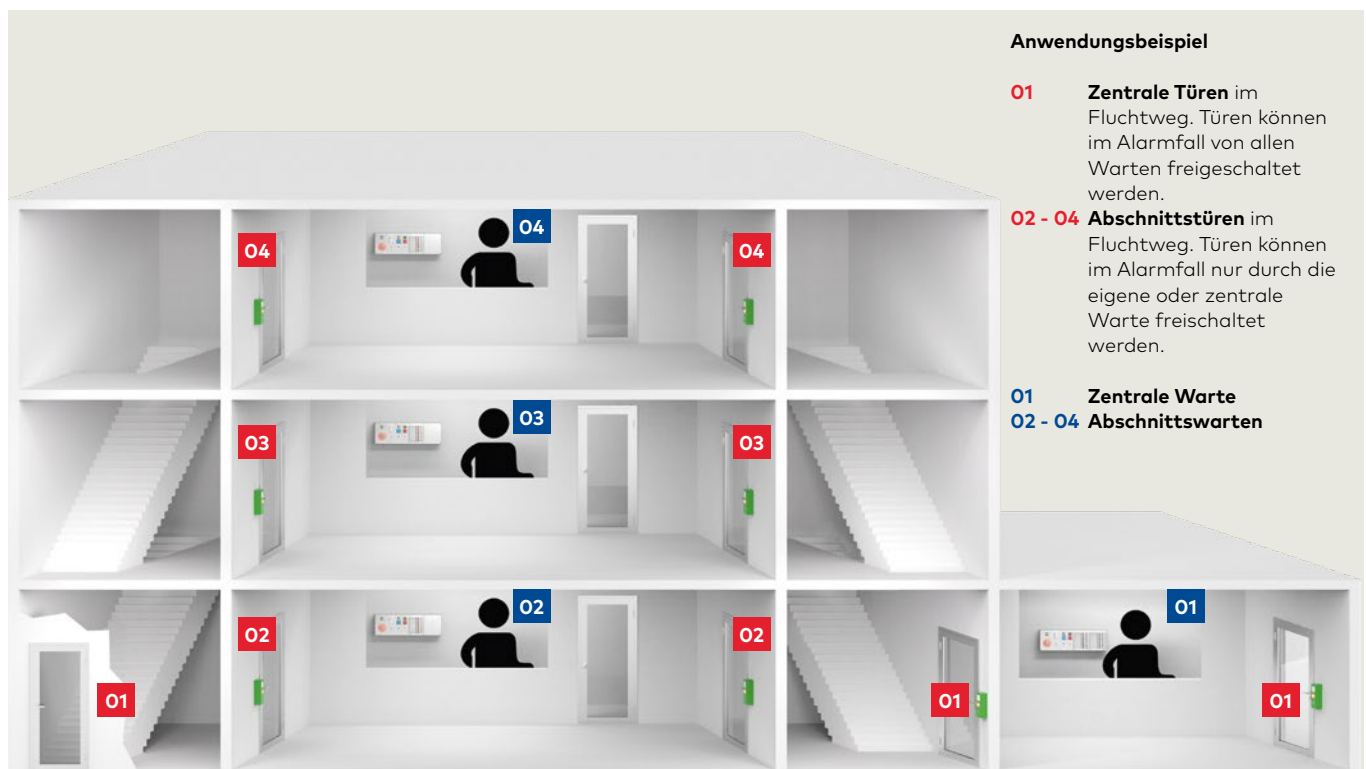 Anwendungsbeispiel
01 Zentrale Türen im
Fluchtweg. Türen können
im Alarmfall von allen
Warten freigeschaltet
werden.
02 - 04 Abschnittstüren im
Fluchtweg. Türen können
im Alarmfall nur durch die
eigene oder zentrale
Warte freischaltet
werden.
01 Zentrale Warte
02 - 04 Abschnittswarten
04 04 04
03 03 03
02 02 02 01
01 01 01